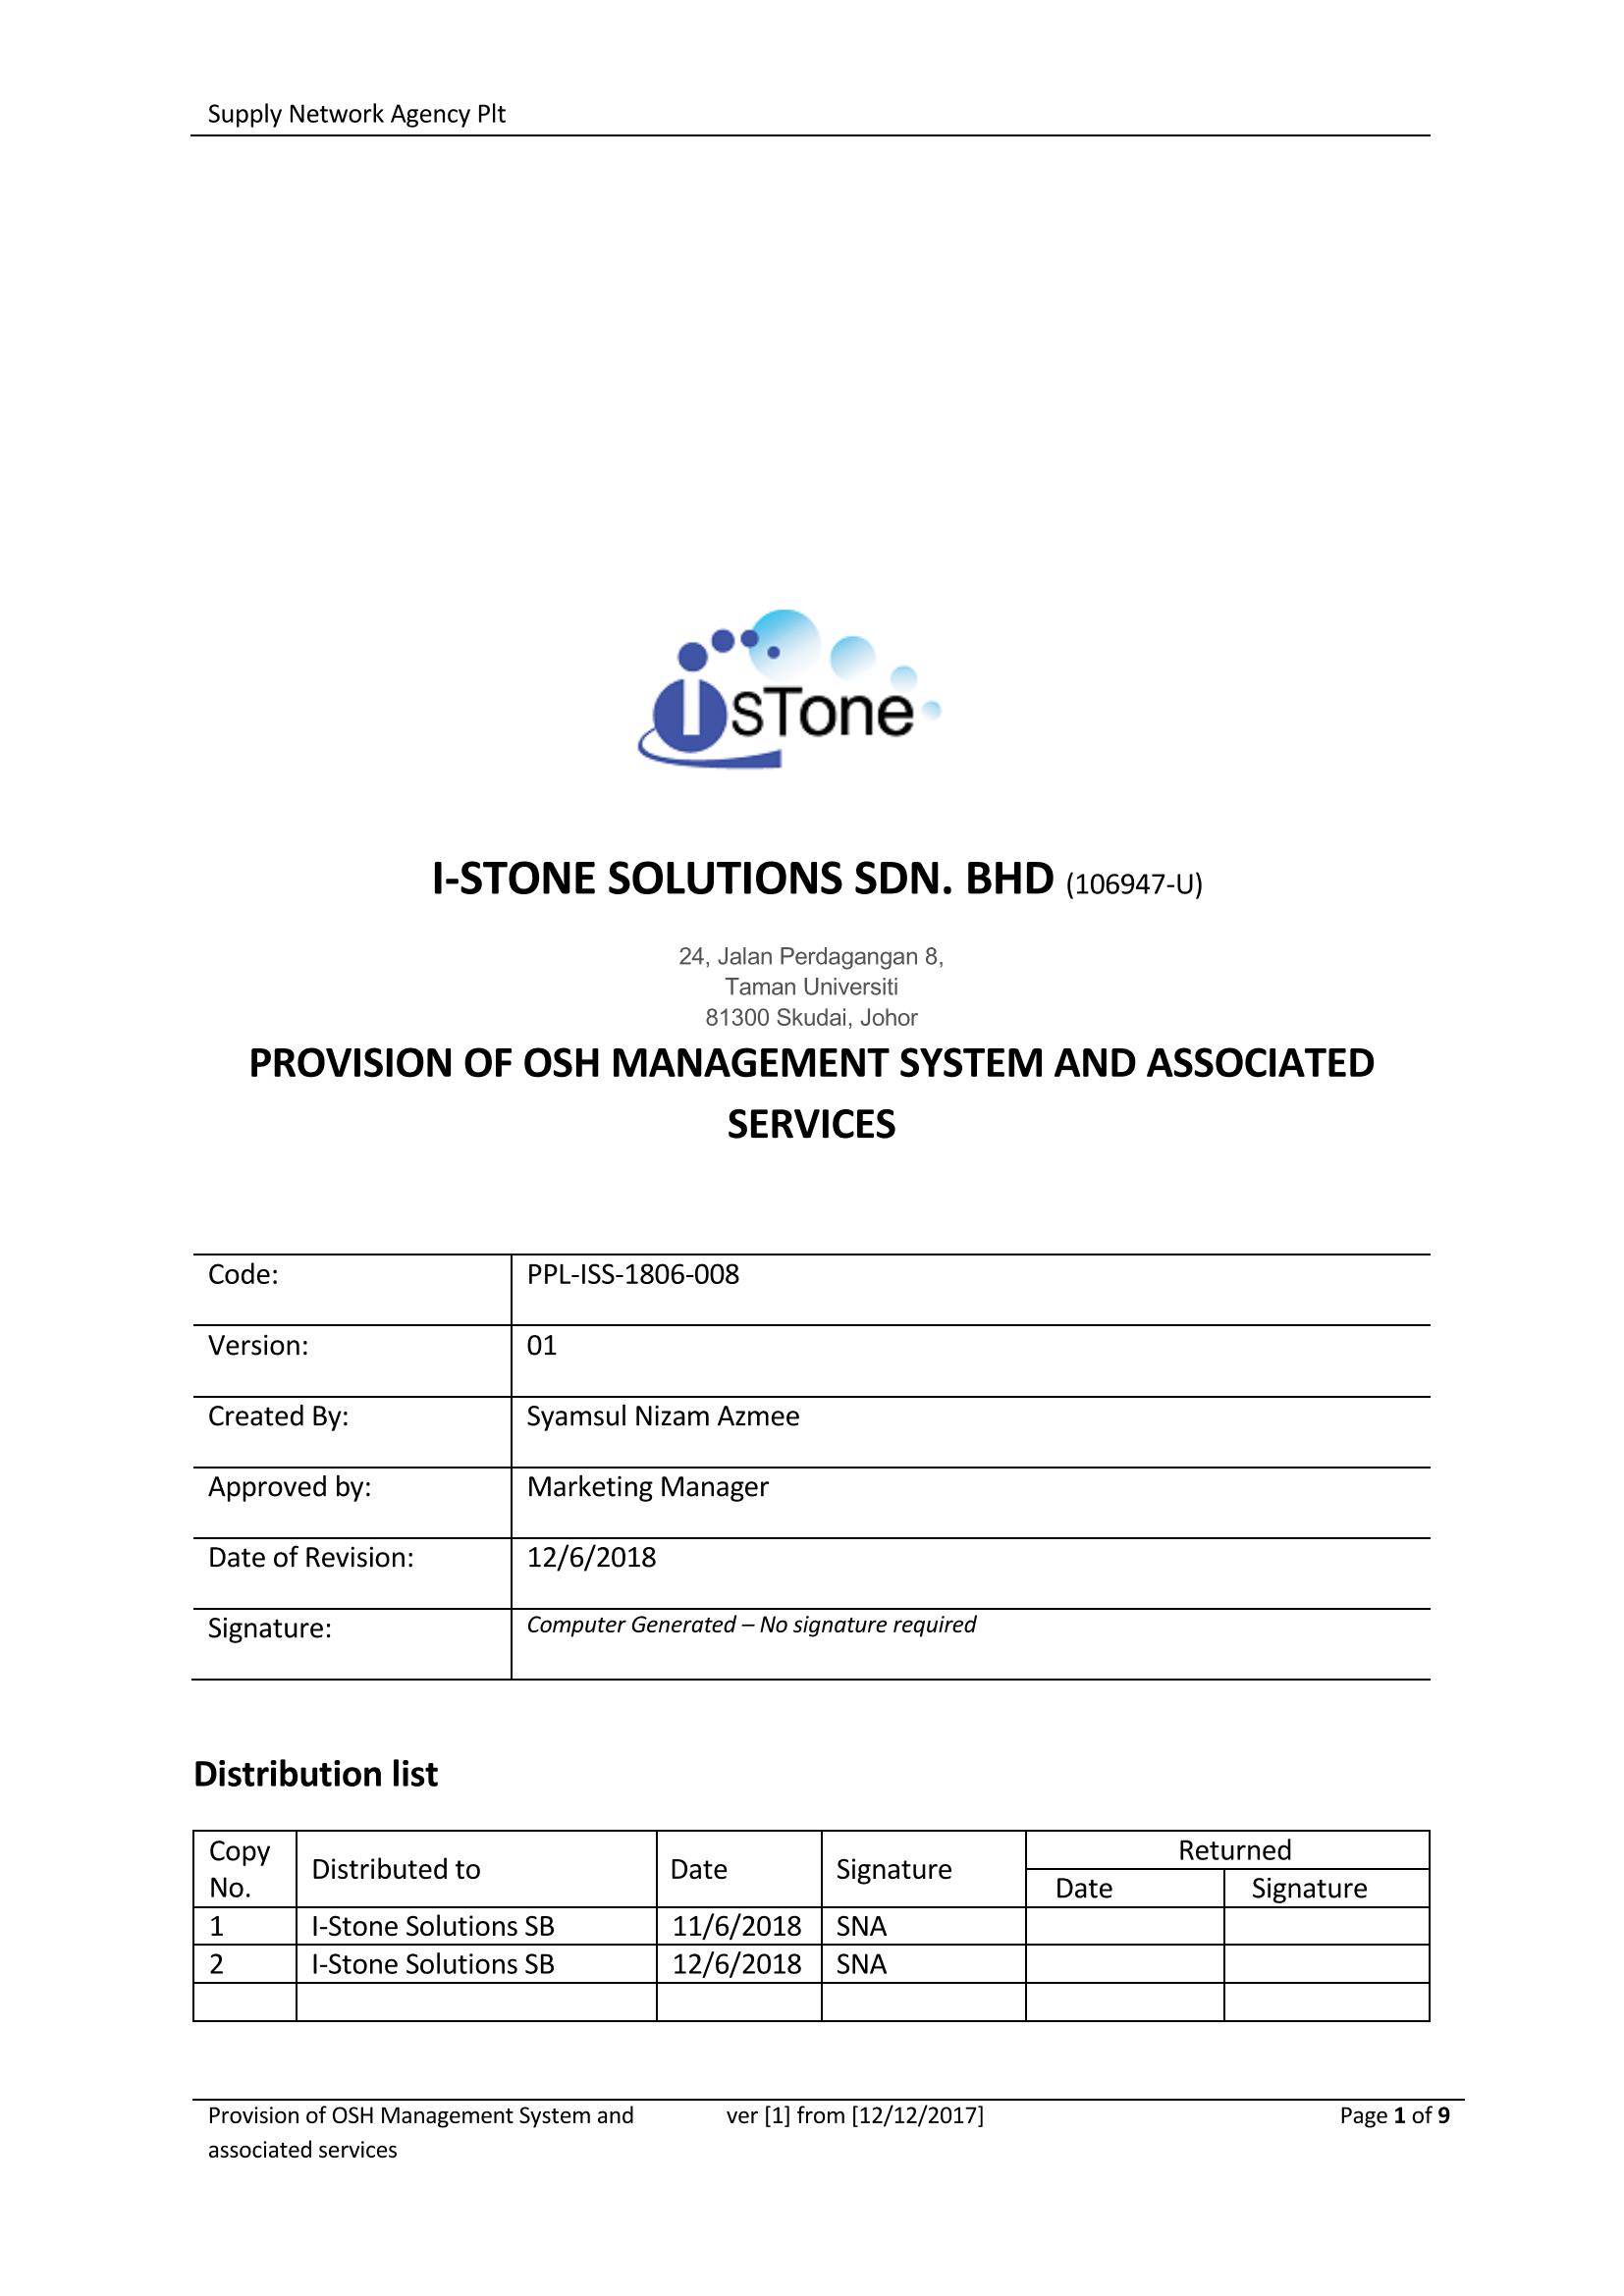 Supply Network Agency Plt
isTone
I-STONE SOLUTIONS SDN. BHD (106947-U)
24, Jalan Perdagangan 8,
Taman Universiti
81300 Skudai, Johor
PROVISION OF OSH MANAGEMENT SYSTEM AND ASSOCIATED
SERVICES
Code: PPL-ISS-1806-008
Version: 01
Created By: Syamsul Nizam Azmee
Approved by: Marketing Manager
Date of Revision: 12/6/2018
Signature: Computer Generated – No signature required
Distribution list
Copy No. Distributed to Date Signature Returned
Date Signature
1 I-Stone Solutions SB 11/6/2018 SNA
2 I-Stone Solutions SB 12/6/2018 SNA
Provision of OSH Management System and ver [1] from [12/12/2017] Page 1 of 9
associated services